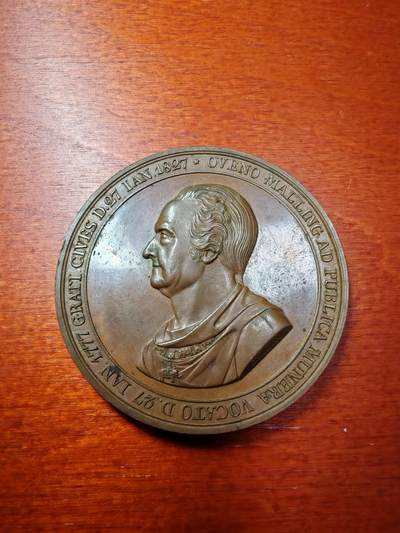 OVENO MALLING AD PUBLICA MUNERA VOCATO D. 27 IAN 1777 GRATI CIVES D. 27 IAN. 1827 ·